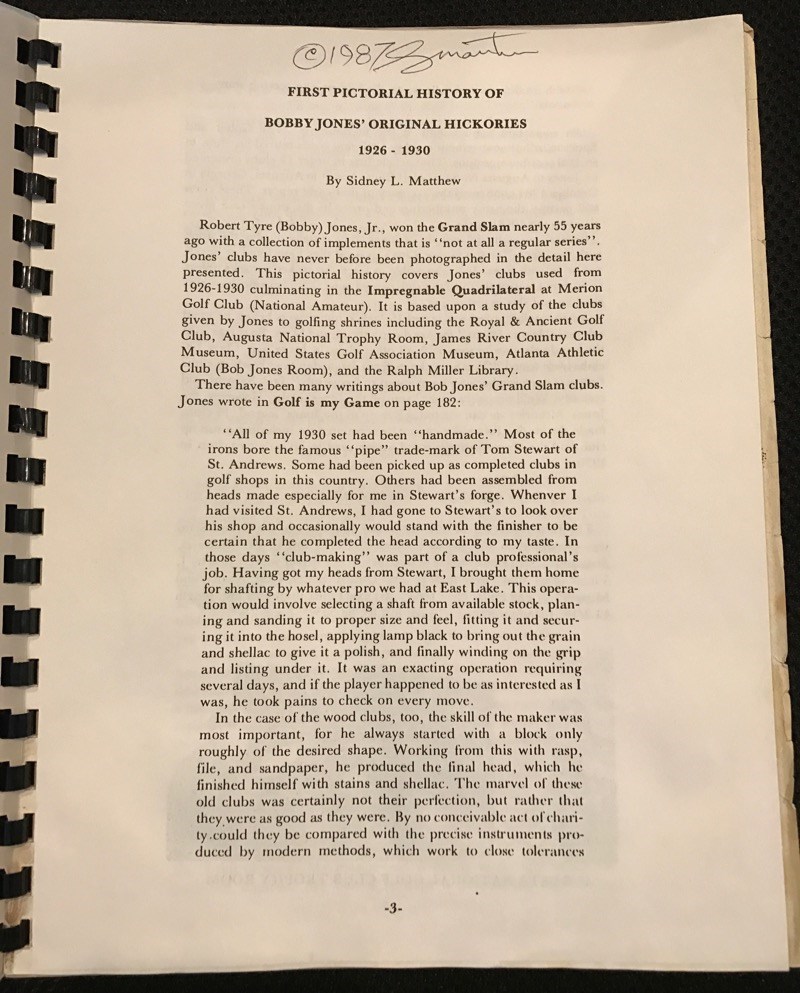 ©1987 S Matthew
FIRST PICTORIAL HISTORY OF
BOBBY JONES' ORIGINAL HICKORIES
1926 - 1930
By Sidney L. Matthew
Robert Tyre (Bobby) Jones, Jr., won the Grand Slam nearly 55 years
ago with a collection of implements that is "not at all a regular series".
Jones' clubs have never before been photographed in the detail here
presented. This pictorial history covers Jones' clubs used from
1926-1930 culminating in the Impregnable Quadrilateral at Merion
Golf Club (National Amateur). It is based upon a study of the clubs
given by Jones to golfing shrines including the Royal & Ancient Golf
Club, Augusta National Trophy Room, James River Country Club
Museum, United States Golf Association Museum, Atlanta Athletic
Club (Bob Jones Room), and the Ralph Miller Library.
There have been many writings about Bob Jones' Grand Slam clubs.
Jones wrote in Golf is my Game on page 182:
"All of my 1930 set had been "handmade." Most of the
irons bore the famous "pipe" trade-mark of Tom Stewart of
St. Andrews. Some had been picked up as completed clubs in
golf shops in this country. Others had been assembled from
heads made especially for me in Stewart's forge. Whenver I
had visited St. Andrews, I had gone to Stewart's to look over
his shop and occasionally would stand with the finisher to be
certain that he completed the head according to my taste. In
those days "club-making" was part of a club professional's
job. Having got my heads from Stewart, I brought them home
for shafting by whatever pro we had at East Lake. This opera-
tion would involve selecting a shaft from available stock, plan-
ing and sanding it to proper size and feel, fitting it and secur-
ing it into the hosel, applying lamp black to bring out the grain
and shellac to give it a polish, and finally winding on the grip
and listing under it. It was an exacting operation requiring
several days, and if the player happened to be as interested as I
was, he took pains to check on every move.
In the case of the wood clubs, too, the skill of the maker was
most important, for he always started with a block only
roughly of the desired shape. Working from this with rasp,
file, and sandpaper, he produced the final head, which he
finished himself with stains and shellac. The marvel of these
old clubs was certainly not their perfection, but rather that
they were as good as they were. By no conceivable act of chari-
ty could they be compared with the precise instruments pro-
duced by modern methods, which work to close tolerances
-3-